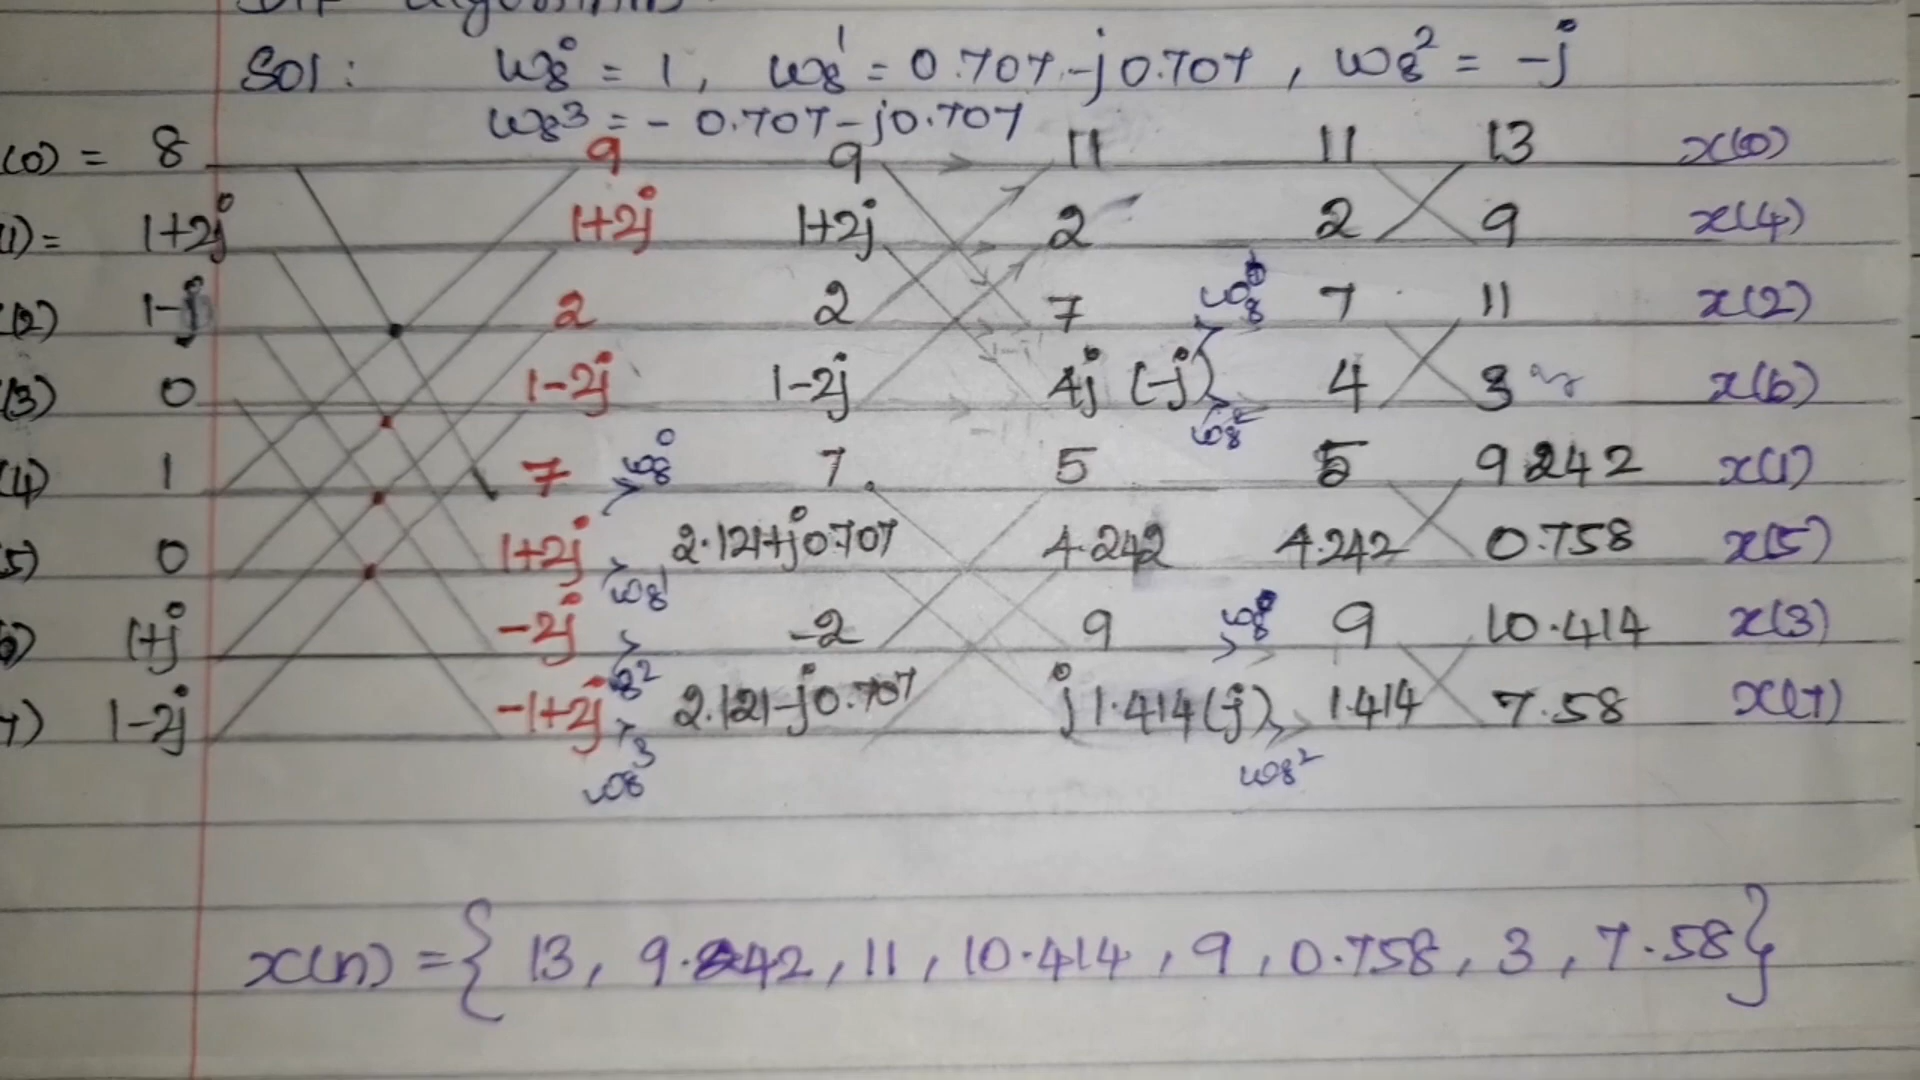 DIF algorithm.
Sol: W8^0 = 1, W8^1 = 0.707-j0.707, W8^2 = -j
W8^3 = - 0.707-j0.707
(0) = 8 9 9 11 11 13 x(0)
1) = 1+2j 1+2j 1+2j 2 2 9 x(4)
(2) 1-j 2 2 7 W8^0 7 11 x(2)
(3) 0 1-2j 1-2j 4j (-j) W8^2 4 3 x(6)
(4) 1 7 W8^0 7 5 5 9.242 x(1)
5) 0 1+2j W8^1 2.121+j0.707 4.242 4.242 0.758 x(5)
6) 1+j -2j W8^2 -2 9 W8^0 9 10.414 x(3)
7) 1-2j -1+2j W8^3 2.121-j0.707 j1.414(j) W8^2 1.414 7.58 x(7)
x(n) = { 13, 9.242, 11, 10.414, 9, 0.758, 3, 7.58}